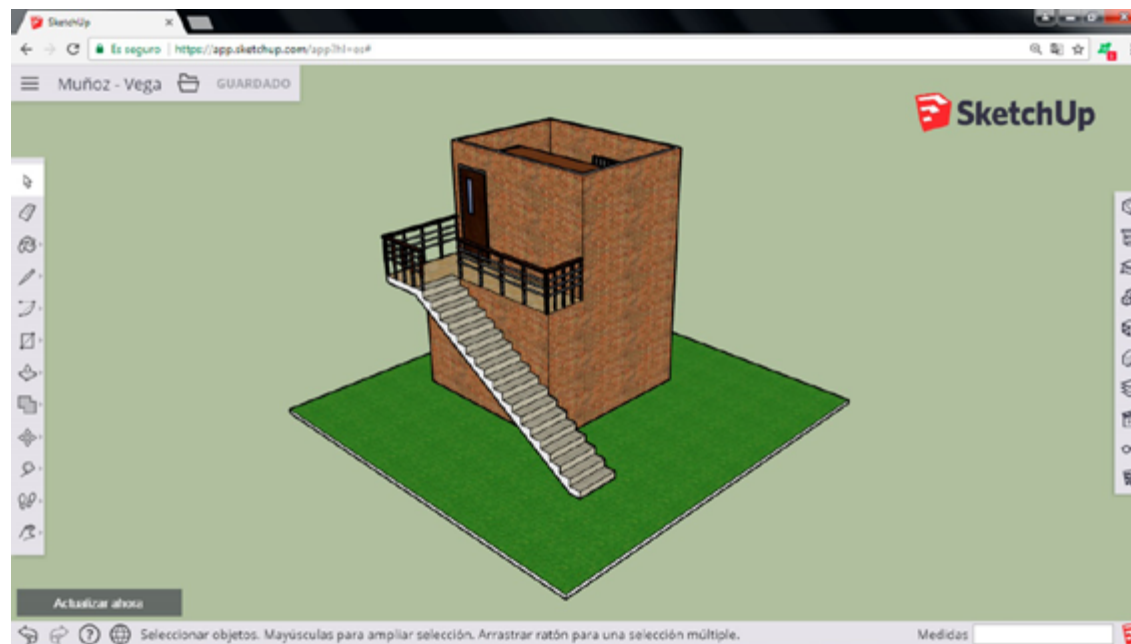 SketchUp
Es seguro | https://app.sketchup.com/app?hl=es#
Muñoz - Vega GUARDADO
SketchUp
Actualizar ahora
Seleccionar objetos. Mayúsculas para ampliar selección. Arrastrar ratón para una selección múltiple.
Medidas